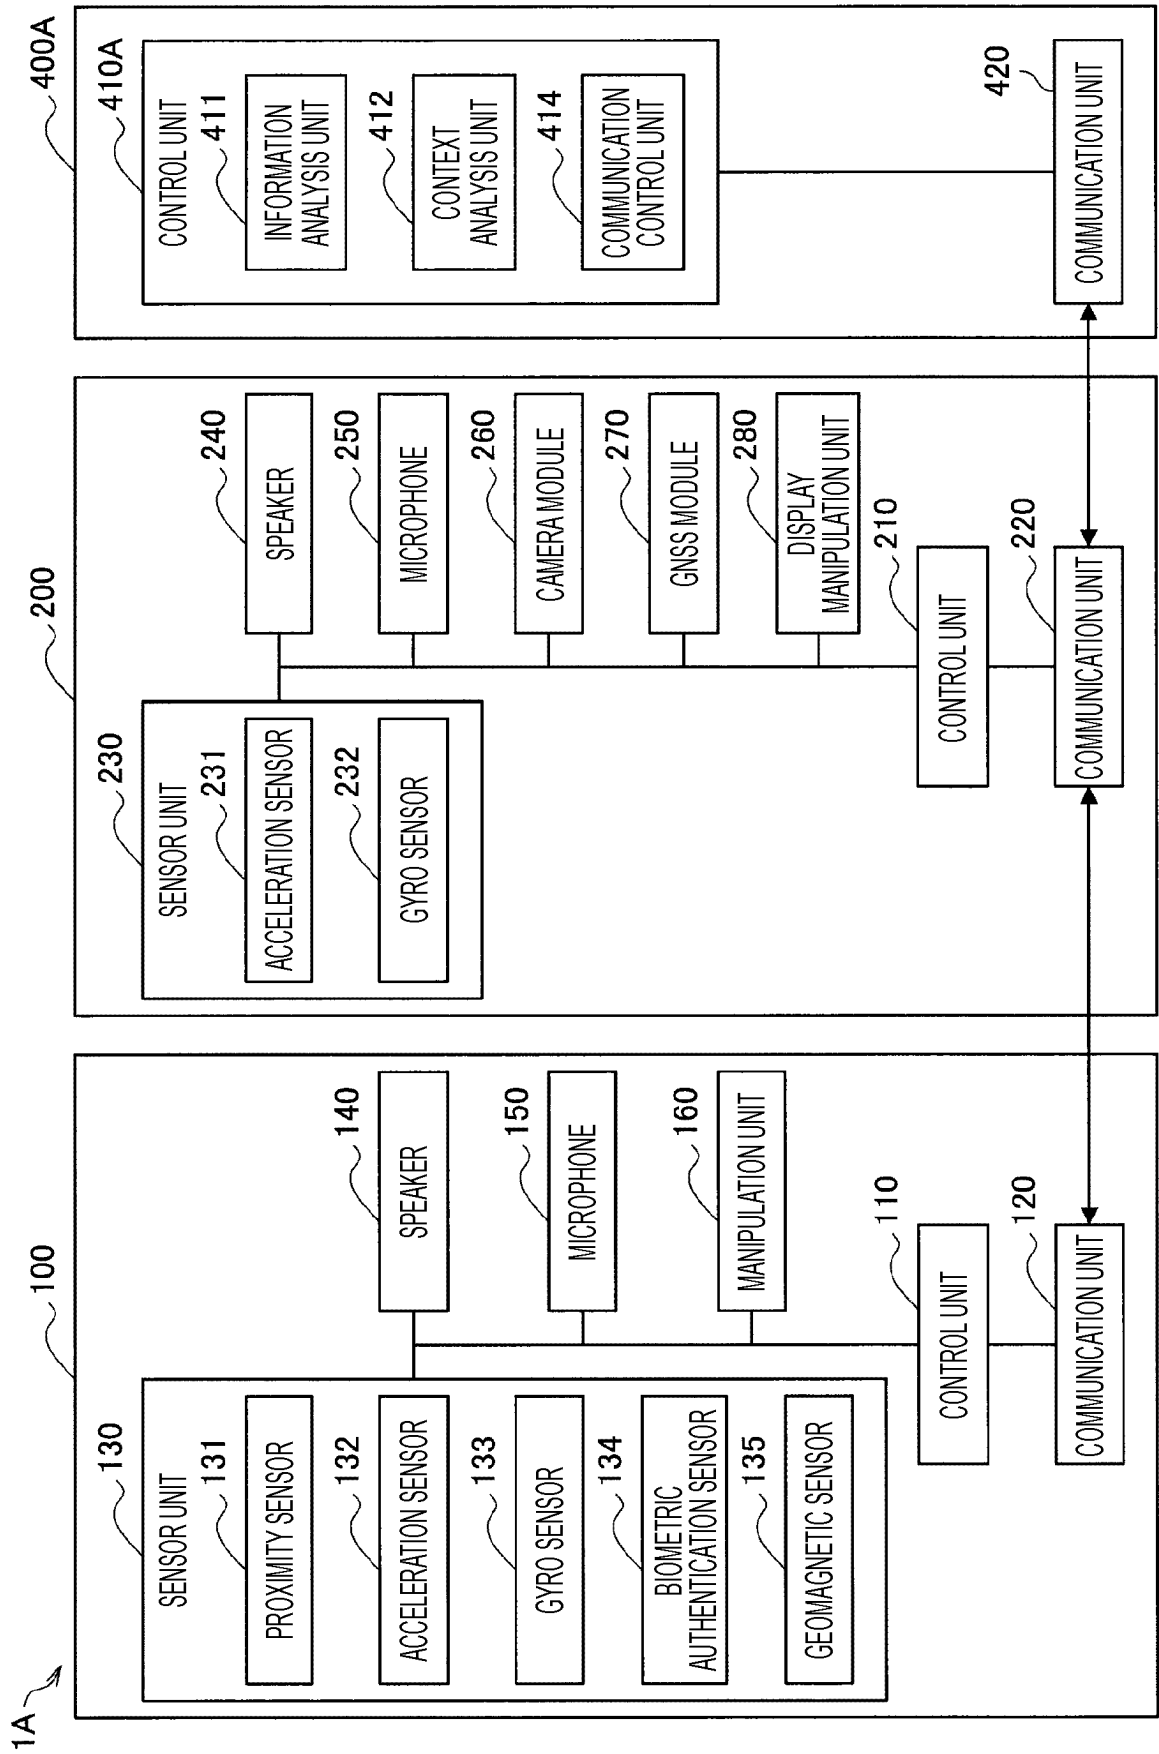 1A
100
130
SENSOR UNIT
131
PROXIMITY SENSOR
132
ACCELERATION SENSOR
133
GYRO SENSOR
134
BIOMETRIC
AUTHENTICATION SENSOR
135
GEOMAGNETIC SENSOR
140
SPEAKER
150
MICROPHONE
160
MANIPULATION UNIT
110
CONTROL UNIT
120
COMMUNICATION UNIT
200
230
SENSOR UNIT
231
ACCELERATION SENSOR
232
GYRO SENSOR
240
SPEAKER
250
MICROPHONE
260
CAMERA MODULE
270
GNSS MODULE
280
DISPLAY
MANIPULATION UNIT
210
CONTROL UNIT
220
COMMUNICATION UNIT
400A
410A
CONTROL UNIT
411
INFORMATION
ANALYSIS UNIT
412
CONTEXT
ANALYSIS UNIT
414
COMMUNICATION
CONTROL UNIT
420
COMMUNICATION UNIT